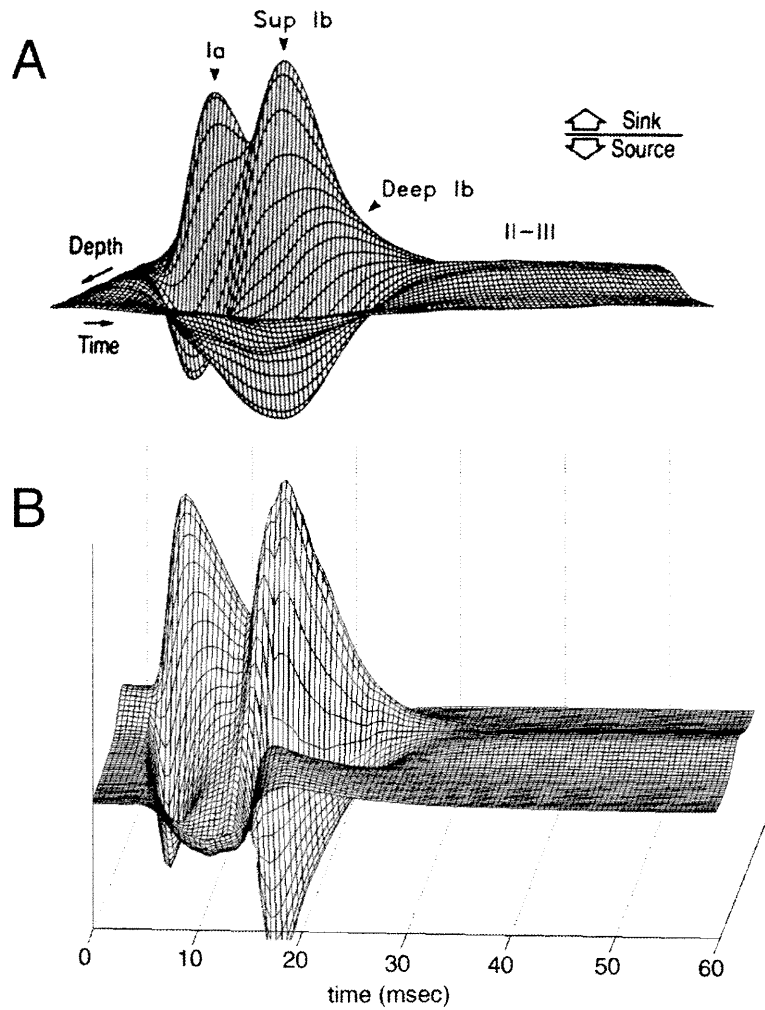 A
Ia
Sup Ib
Sink
Source
Deep Ib
II-III
Depth
Time
B
0
10
20
30
40
50
60
time (msec)